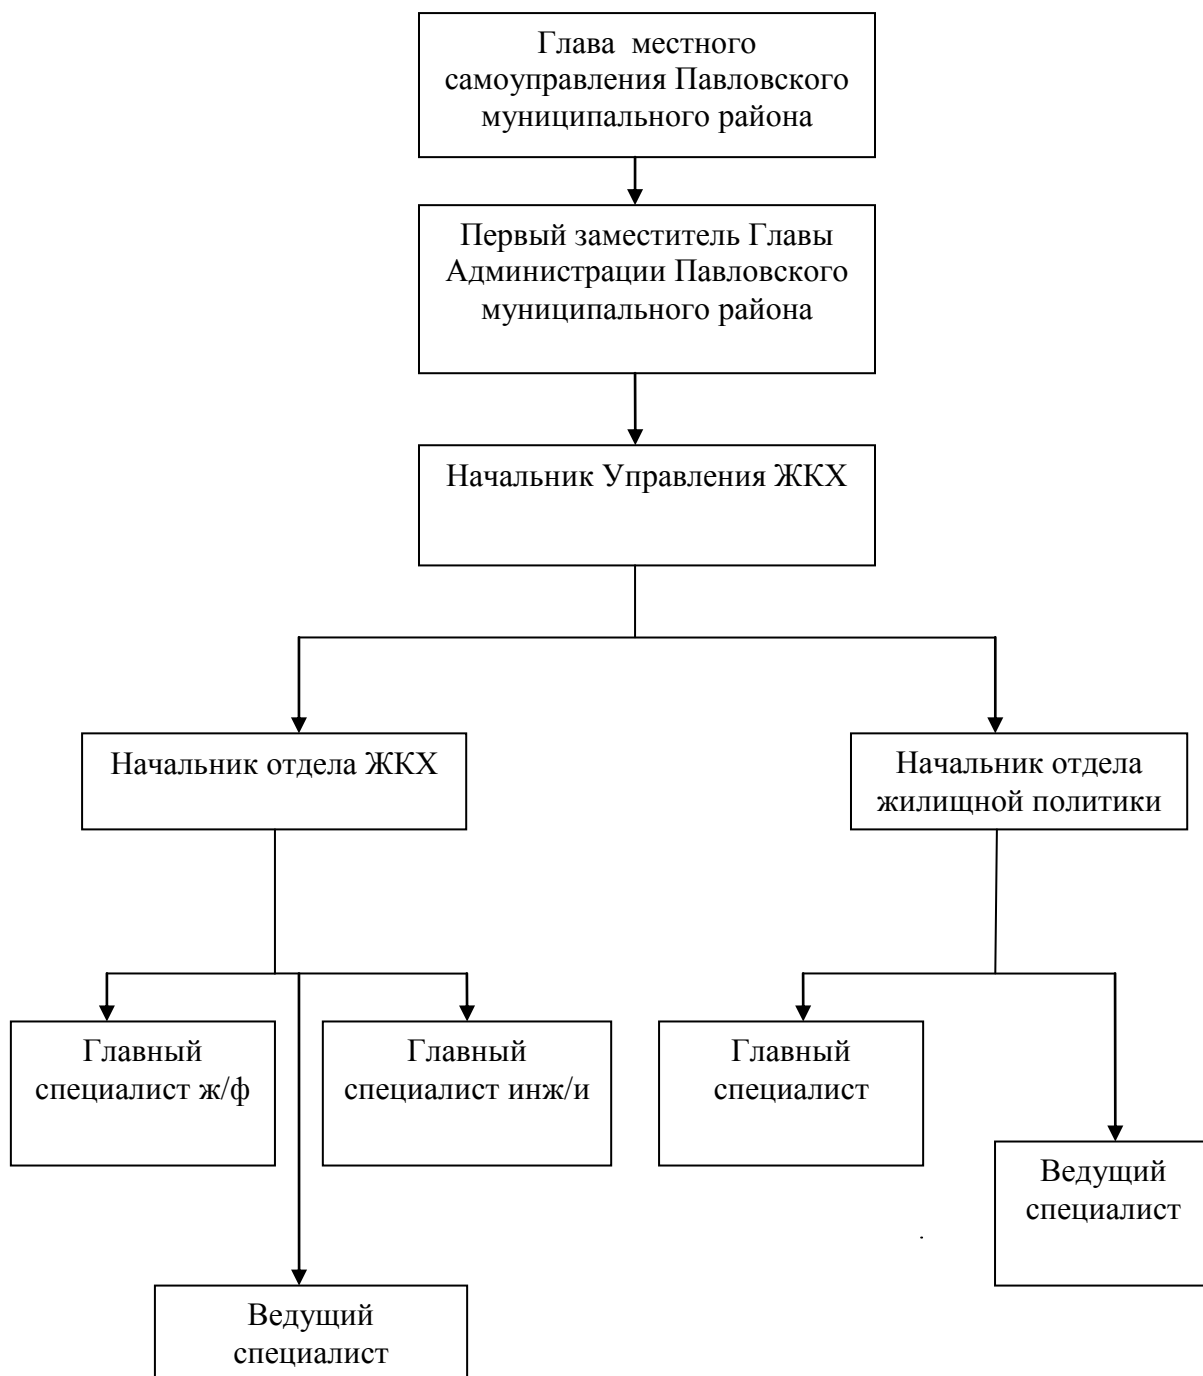 Глава местного
самоуправления Павловского
муниципального района
Первый заместитель Главы
Администрации Павловского
муниципального района
Начальник Управления ЖКХ
Начальник отдела ЖКХ
Начальник отдела
жилищной политики
Главный
специалист ж/ф
Главный
специалист инж/и
Главный
специалист
Ведущий
специалист
Ведущий
специалист